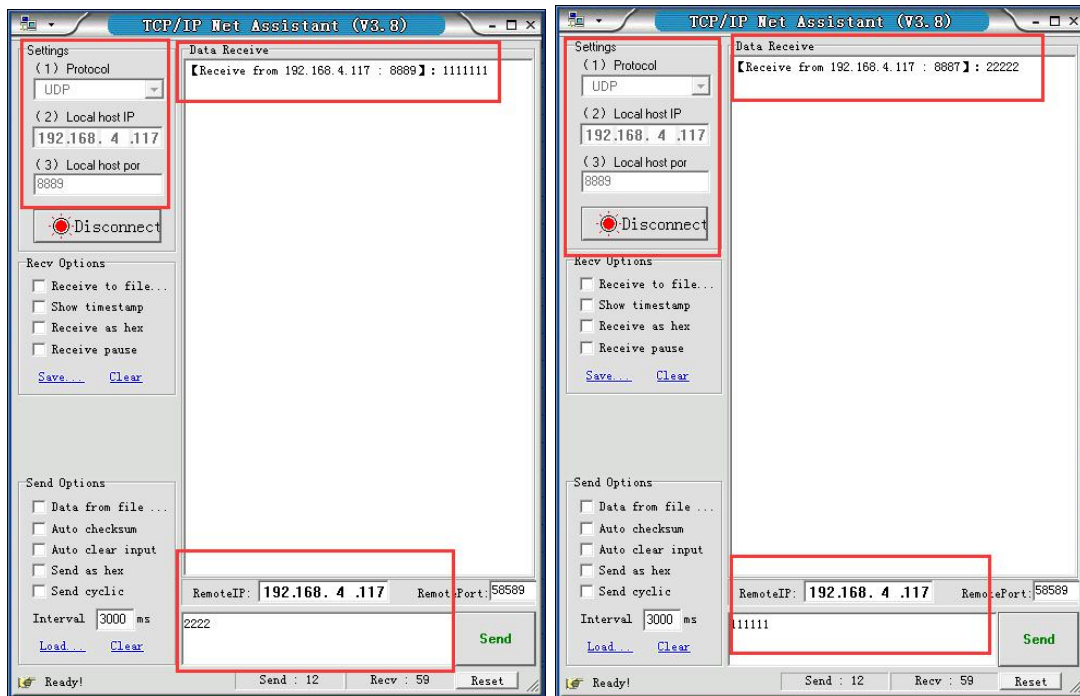 TCP/IP Net Assistant (V3.8)
Settings
(1) Protocol
UDP
(2) Local host IP
192.168. 4 .117
(3) Local host por
8889
Disconnect
Recv Options
Receive to file...
Show timestamp
Receive as hex
Receive pause
Save... Clear
Send Options
Data from file ...
Auto checksum
Auto clear input
Send as hex
Send cyclic
Interval 3000 ms
Load... Clear
Data Receive
【Receive from 192.168.4.117 : 8889】: 1111111
RemoteIP: 192.168. 4 .117 RemotePort: 58589
2222
Send
Ready! Send : 12 Recv : 59 Reset
TCP/IP Net Assistant (V3.8)
Settings
(1) Protocol
UDP
(2) Local host IP
192.168. 4 .117
(3) Local host por
8889
Disconnect
Recv Options
Receive to file...
Show timestamp
Receive as hex
Receive pause
Save... Clear
Send Options
Data from file ...
Auto checksum
Auto clear input
Send as hex
Send cyclic
Interval 3000 ms
Load... Clear
Data Receive
【Receive from 192.168.4.117 : 8887】: 22222
RemoteIP: 192.168. 4 .117 RemotePort: 58589
111111
Send
Ready! Send : 12 Recv : 59 Reset